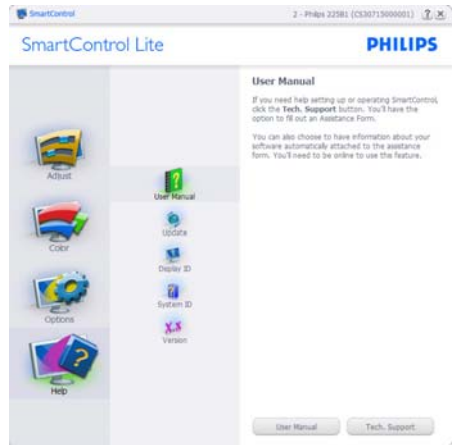 SmartControl
2 - Philips 225B1 (CS30715000001)
? X
SmartControl Lite
PHILIPS
Adjust
Color
Options
Help
User Manual
Update
Display ID
System ID
X.X
Version
User Manual
If you need help setting up or operating SmartControl,
click the Tech. Support button. You'll have the
option to fill out an Assistance Form.
You can also choose to have information about your
software automatically attached to the assistance
form. You'll need to be online to use the feature.
User Manual
Tech. Support